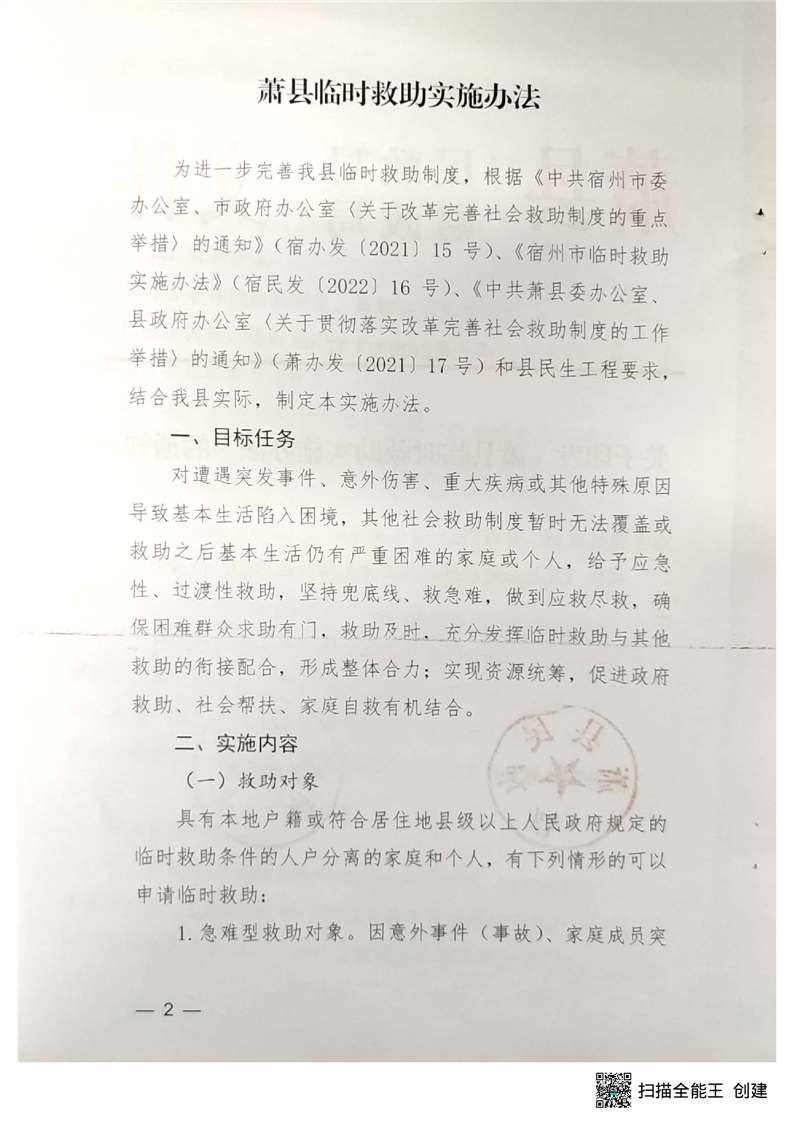 萧县临时救助实施办法
为进一步完善我县临时救助制度，根据《中共宿州市委
办公室、市政府办公室〈关于改革完善社会救助制度的重点
举措〉的通知》（宿办发〔2021〕15 号）、《宿州市临时救助
实施办法》（宿民发〔2022〕16 号）、《中共萧县委办公室、
县政府办公室〈关于贯彻落实改革完善社会救助制度的工作
举措〉的通知》（萧办发〔2021〕17 号）和县民生工程要求，
结合我县实际，制定本实施办法。
一、目标任务
对遭遇突发事件、意外伤害、重大疾病或其他特殊原因
导致基本生活陷入困境，其他社会救助制度暂时无法覆盖或
救助之后基本生活仍有严重困难的家庭或个人，给予应急
性、过渡性救助，坚持兜底线、救急难，做到应救尽救，确
保困难群众求助有门，救助及时，充分发挥临时救助与其他
救助的衔接配合，形成整体合力；实现资源统筹，促进政府
救助、社会帮扶、家庭自救有机结合。
二、实施内容
（一）救助对象
具有本地户籍或符合居住地县级以上人民政府规定的
临时救助条件的人户分离的家庭和个人，有下列情形的可以
申请临时救助：
1. 急难型救助对象。因意外事件（事故）、家庭成员突
— 2 —
扫描全能王 创建